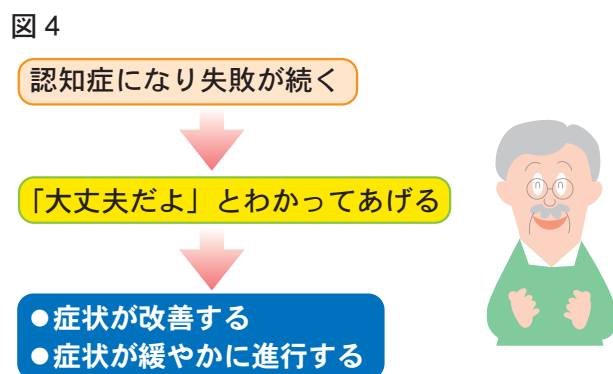 図4
認知症になり失敗が続く
「大丈夫だよ」とわかってあげる
●症状が改善する
●症状が緩やかに進行する